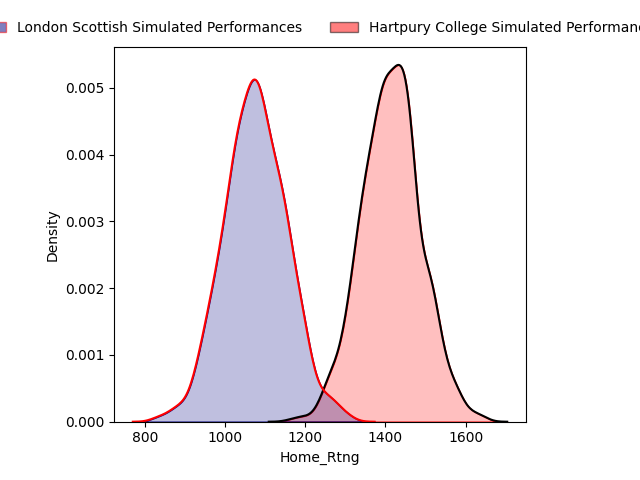 London Scottish Simulated Performances
Hartpury College Simulated
Density
0.005
0.004
0.003
0.002
0.001
0.000
800 1000 1200 1400 1600
Home_Rtng